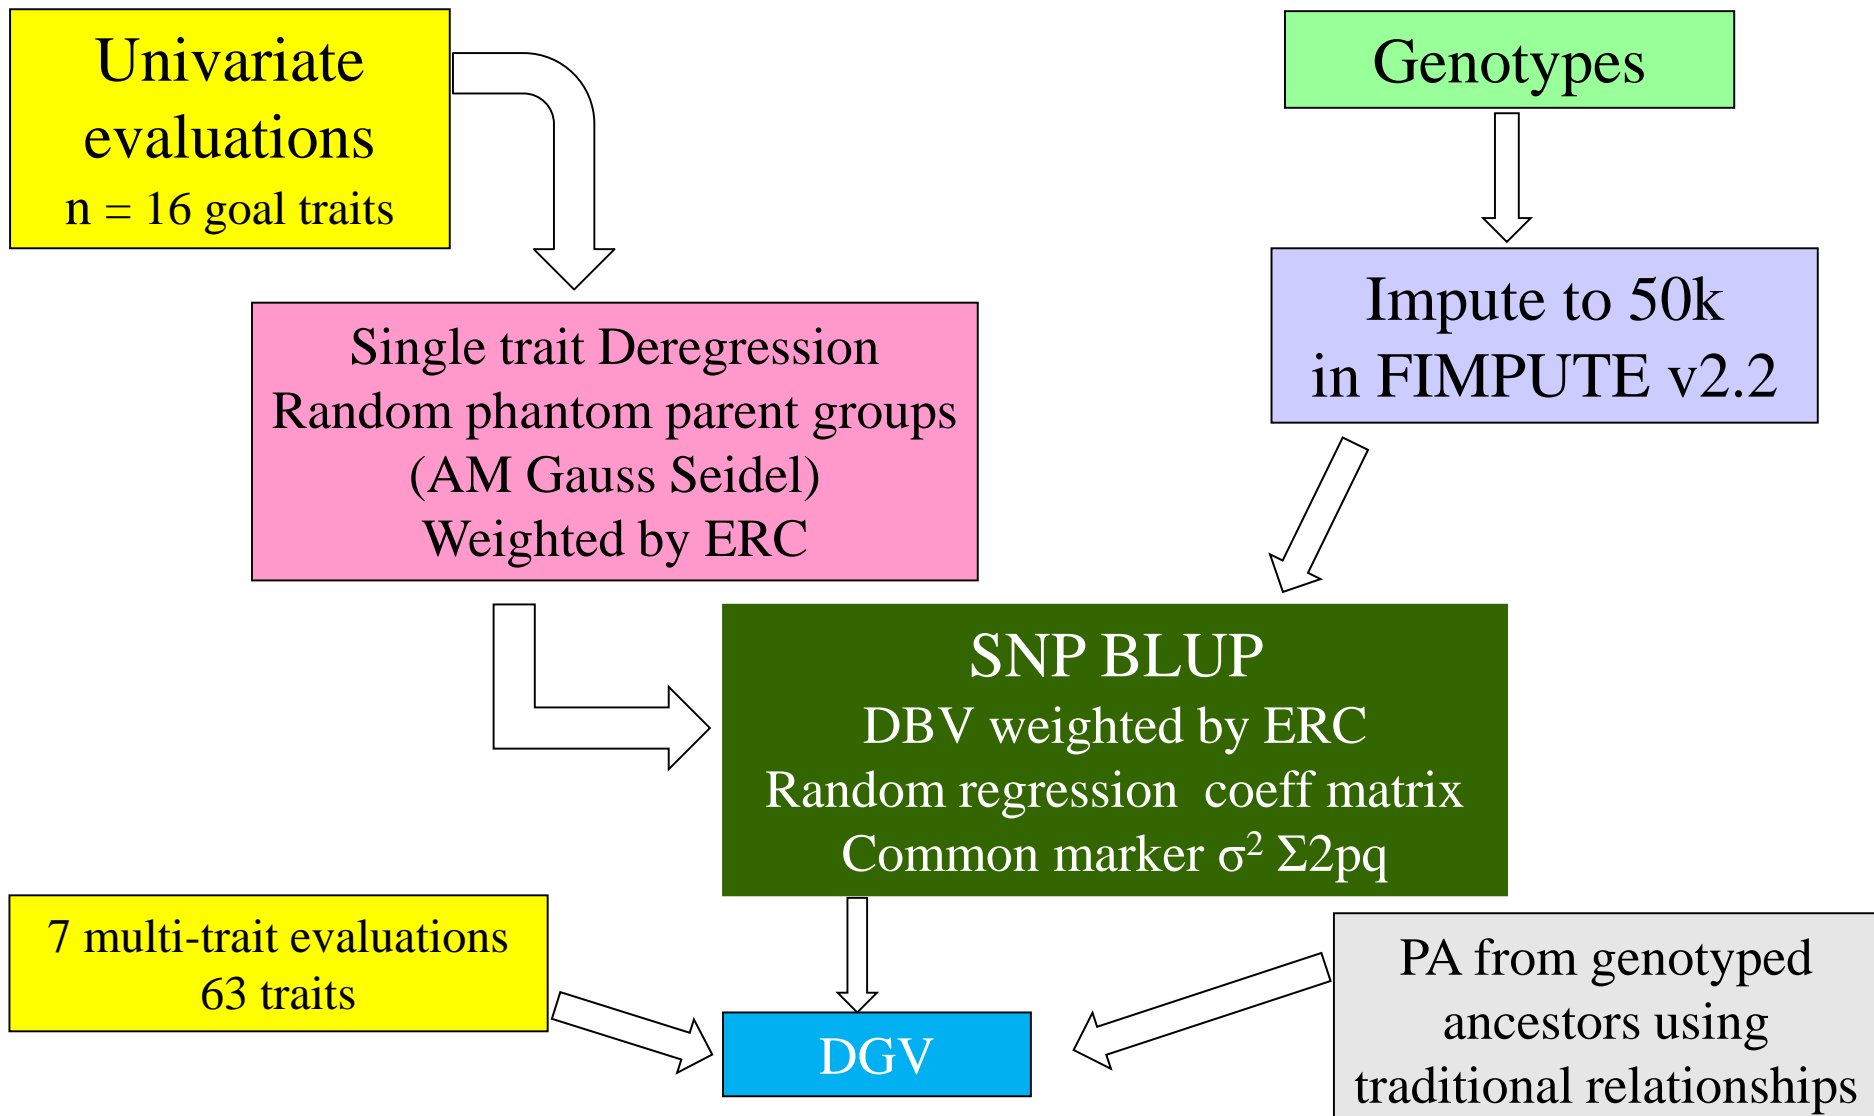 Univariate
evaluations
n = 16 goal traits
Genotypes
Impute to 50k
in FIMPUTE v2.2
Single trait Deregression
Random phantom parent groups
(AM Gauss Seidel)
Weighted by ERC
SNP BLUP
DBV weighted by ERC
Random regression coeff matrix
Common marker σ² Σ2pq
7 multi-trait evaluations
63 traits
DGV
PA from genotyped
ancestors using
traditional relationships